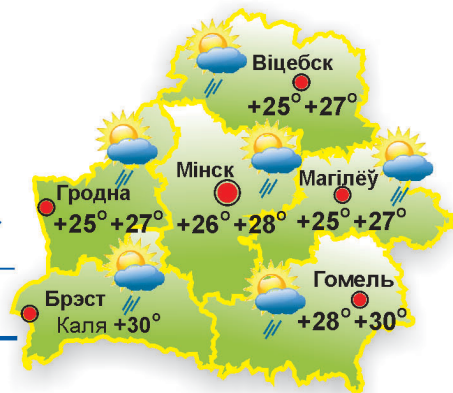 Віцебск
+25° +27°
Мінск
+26° +28°
Магілёў
+25° +27°
Гродна
+25° +27°
Брэст
Каля +30°
Гомель
+28° +30°